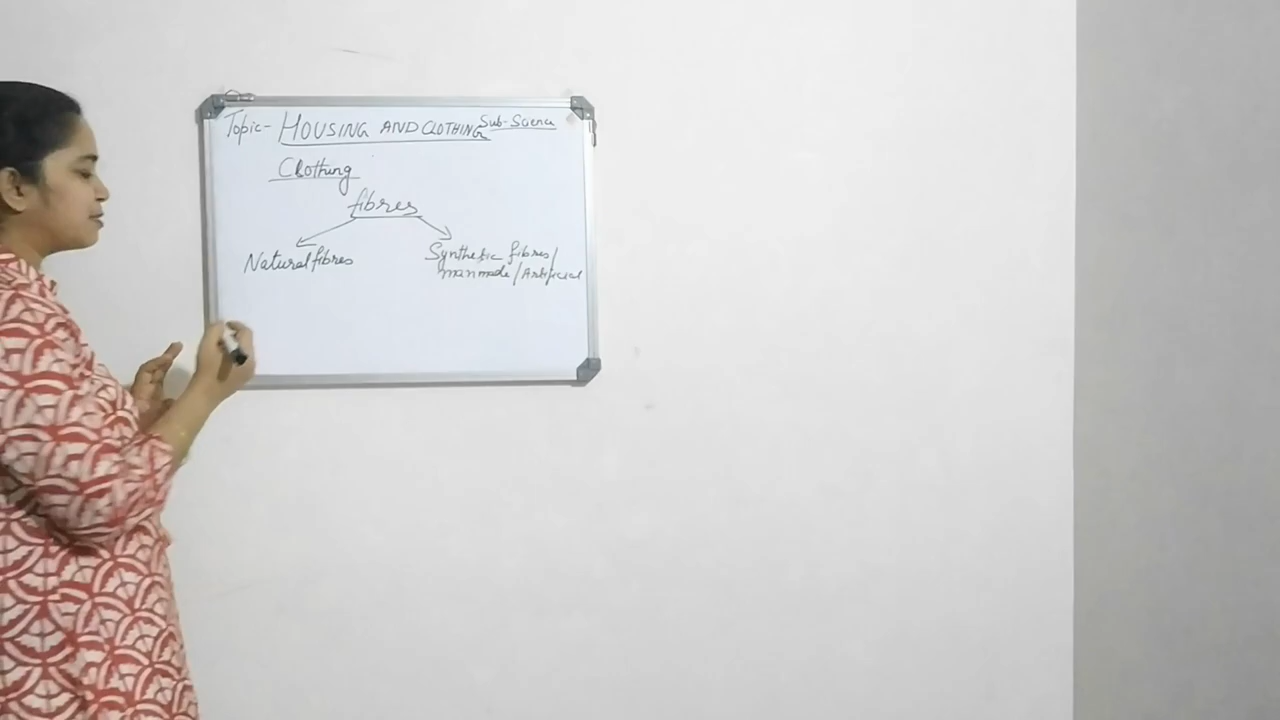 Topic- HOUSING AND CLOTHING Sub-Science
Clothing
fibres
Natural fibres
Synthetic fibres/
manmade/Artificial